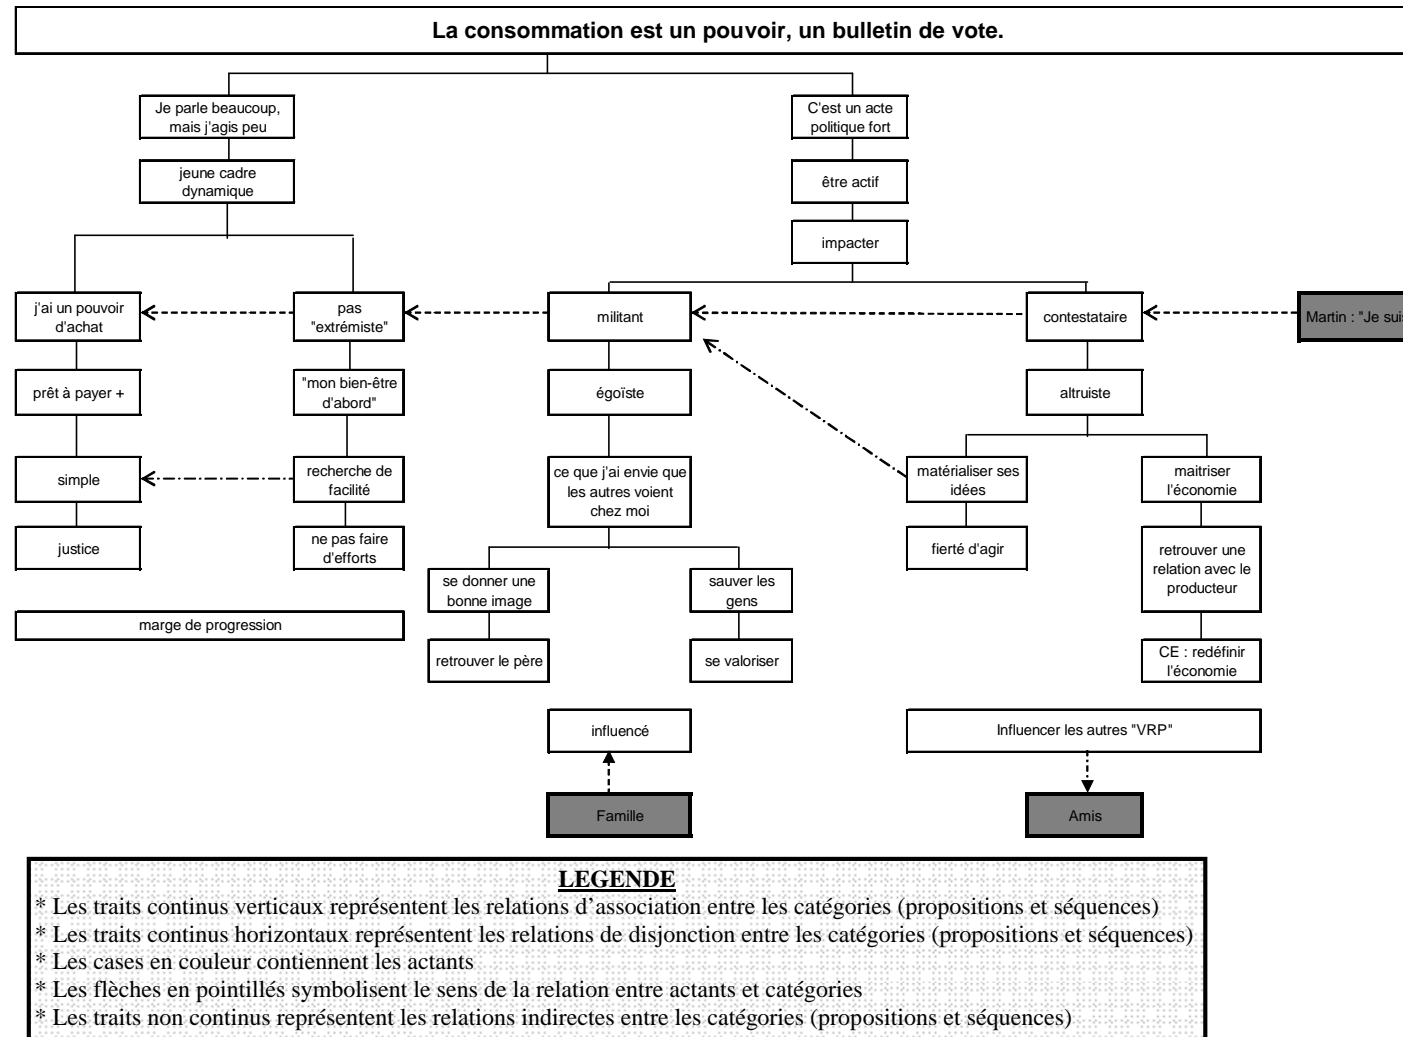 La consommation est un pouvoir, un bulletin de vote.
Je parle beaucoup,
mais j'agis peu
C'est un acte
politique fort
jeune cadre
dynamique
être actif
impacter
j'ai un pouvoir
d'achat
pas
"extrémiste"
militant
contestataire
Martin : "Je suis
prêt à payer +
"mon bien-être
d'abord"
égoïste
altruiste
simple
recherche de
facilité
ce que j'ai envie que
les autres voient
chez moi
matérialiser ses
idées
maitriser
l'économie
justice
ne pas faire
d'efforts
fierté d'agir
retrouver une
relation avec le
producteur
se donner une
bonne image
sauver les
gens
marge de progression
retrouver le père
se valoriser
CE : redéfinir
l'économie
influencé
Influencer les autres "VRP"
Famille
Amis
LEGENDE
* Les traits continus verticaux représentent les relations d’association entre les catégories (propositions et séquences)
* Les traits continus horizontaux représentent les relations de disjonction entre les catégories (propositions et séquences)
* Les cases en couleur contiennent les actants
* Les flèches en pointillés symbolisent le sens de la relation entre actants et catégories
* Les traits non continus représentent les relations indirectes entre les catégories (propositions et séquences)